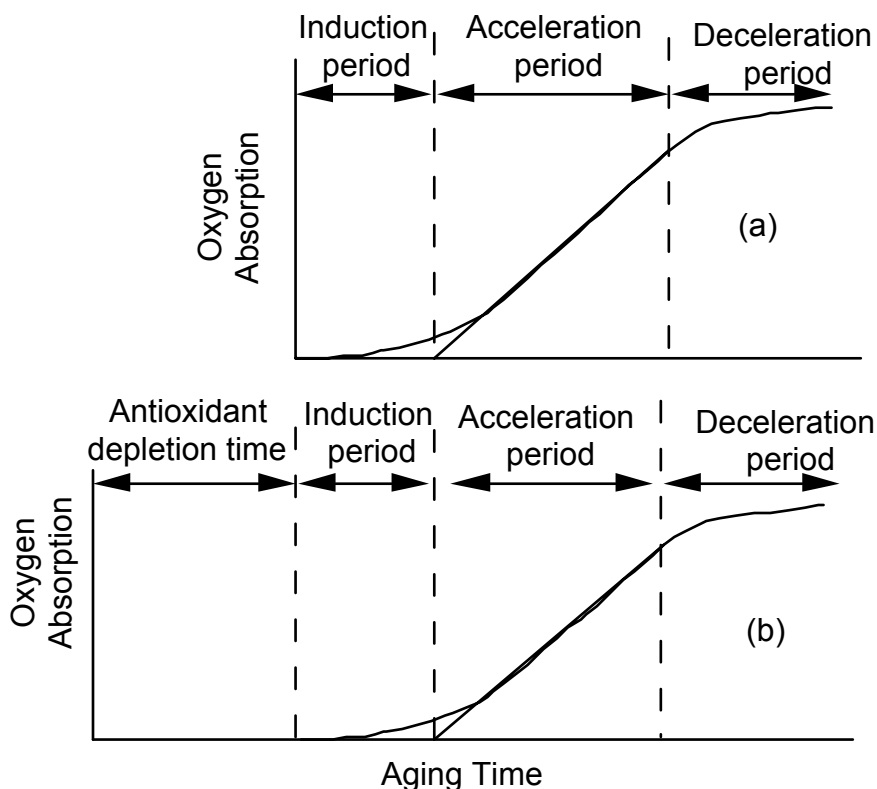 Induction
period
Acceleration
period
Deceleration
period
Oxygen
Absorption
(a)
Antioxidant
depletion time
Induction
period
Acceleration
period
Deceleration
period
Oxygen
Absorption
(b)
Aging Time